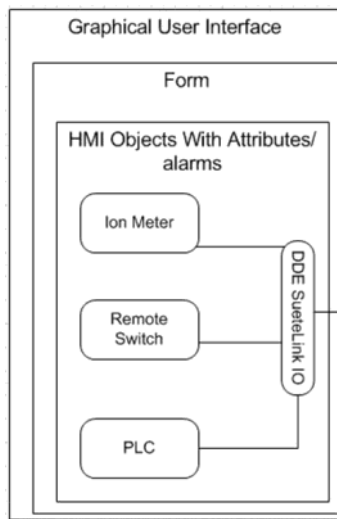 Graphical User Interface
Form
HMI Objects With Attributes/
alarms
Ion Meter
DDE SueteLink IO
Remote
Switch
PLC